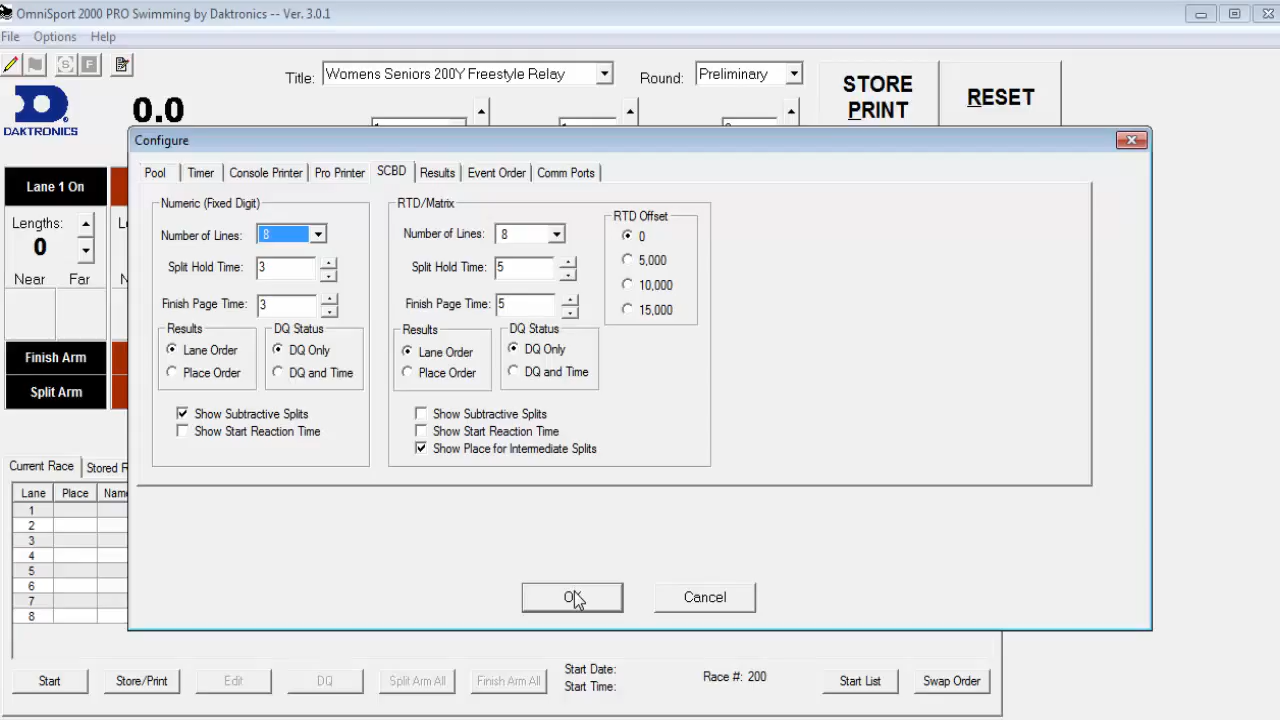 OmniSport 2000 PRO Swimming by Daktronics -- Ver. 3.0.1
File Options Help
S F
Title: Womens Seniors 200Y Freestyle Relay Round: Preliminary
STORE PRINT
RESET
DAKTRONICS
0.0
Configure
Pool Timer Console Printer Pro Printer SCBD Results Event Order Comm Ports
Lane 1 On
Lengths:
0
Near Far
Finish Arm
Split Arm
Numeric (Fixed Digit)
Number of Lines: 8
Split Hold Time: 3
Finish Page Time: 3
Results
Lane Order
Place Order
DQ Status
DQ Only
DQ and Time
Show Subtractive Splits
Show Start Reaction Time
RTD/Matrix
Number of Lines: 8
Split Hold Time: 5
Finish Page Time: 5
Results
Lane Order
Place Order
DQ Status
DQ Only
DQ and Time
Show Subtractive Splits
Show Start Reaction Time
Show Place for Intermediate Splits
RTD Offset
0
5,000
10,000
15,000
OK Cancel
Current Race Stored R
Lane Place Name
1
2
3
4
5
6
7
8
Start Store/Print Edit DQ Split Arm All Finish Arm All
Start Date:
Start Time:
Race #: 200
Start List Swap Order